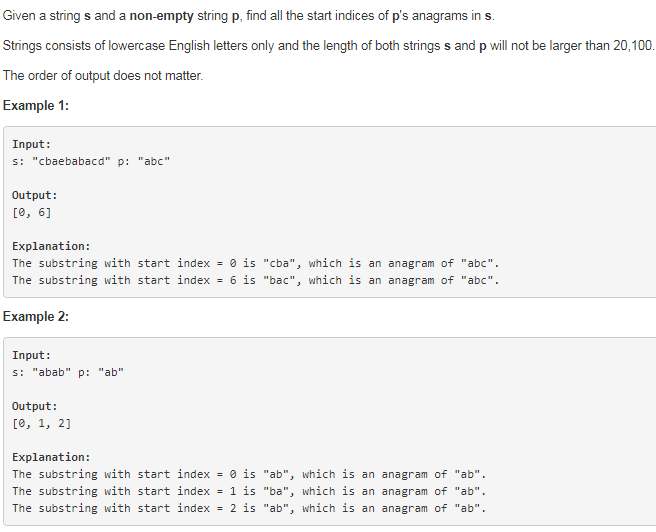 Given a string s and a non-empty string p, find all the start indices of p's anagrams in s.
Strings consists of lowercase English letters only and the length of both strings s and p will not be larger than 20,100.
The order of output does not matter.
Example 1:
Input:
s: "cbaebabacd" p: "abc"
Output:
[0, 6]
Explanation:
The substring with start index = 0 is "cba", which is an anagram of "abc".
The substring with start index = 6 is "bac", which is an anagram of "abc".
Example 2:
Input:
s: "abab" p: "ab"
Output:
[0, 1, 2]
Explanation:
The substring with start index = 0 is "ab", which is an anagram of "ab".
The substring with start index = 1 is "ba", which is an anagram of "ab".
The substring with start index = 2 is "ab", which is an anagram of "ab".